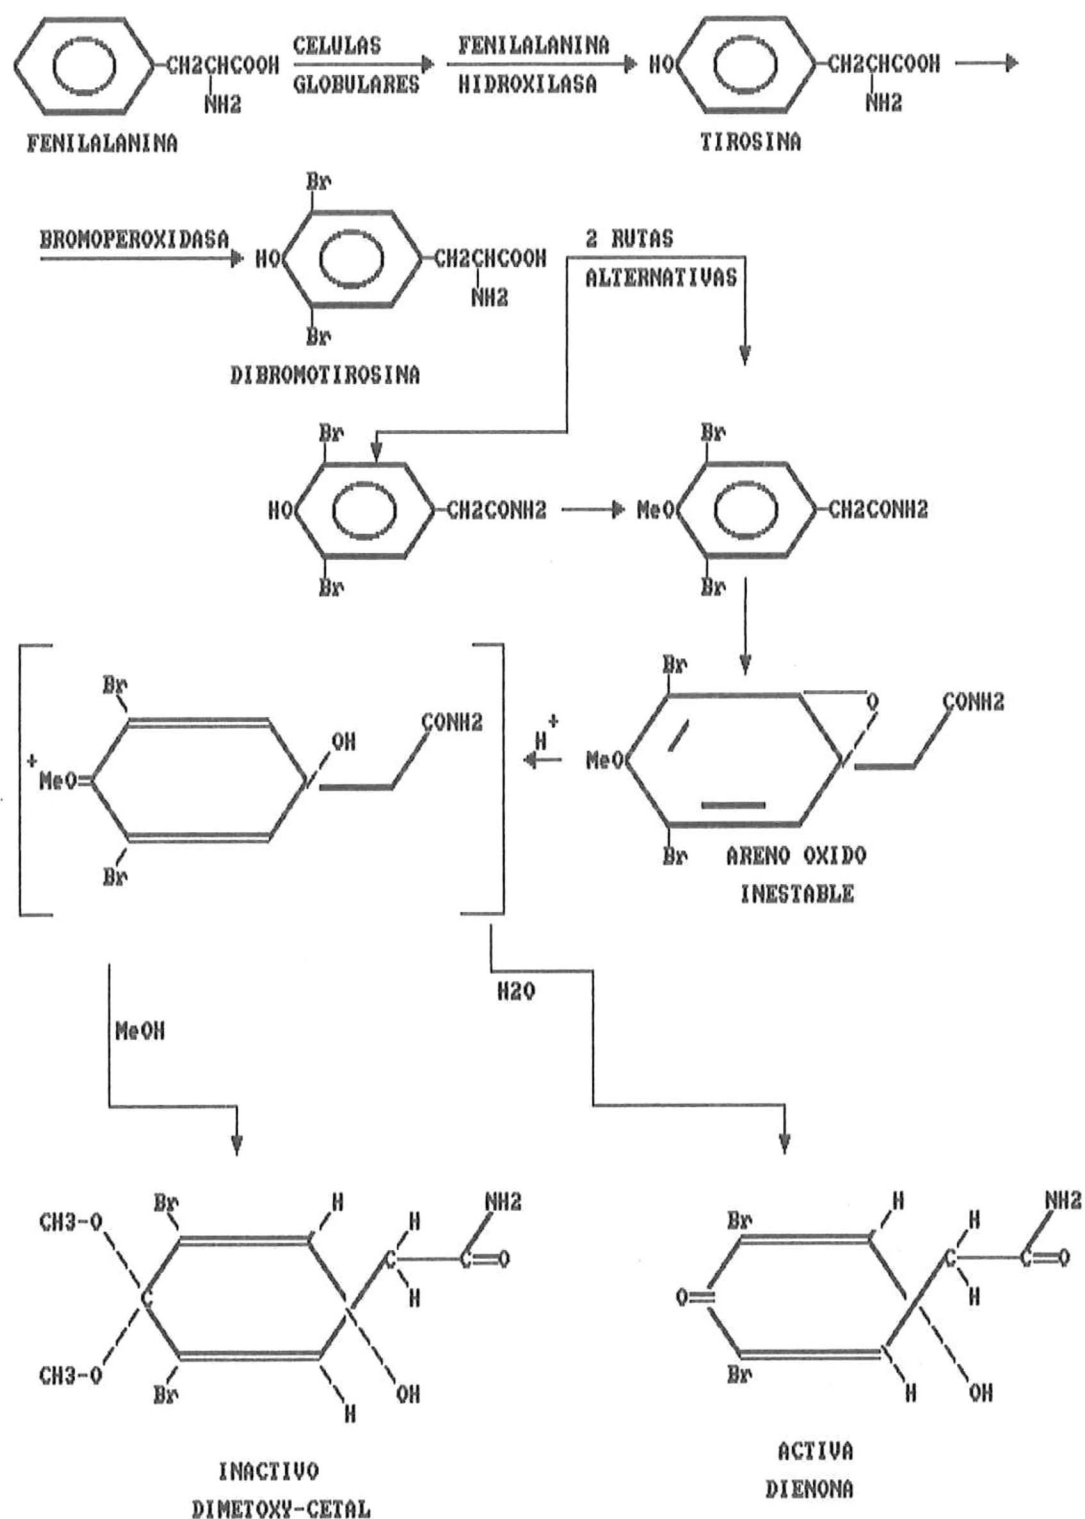 CH2CHCOOH
NH2
FENILALANINA
CELULAS
GLOBULARES
FENILALANINA
HIDROXILASA
HO
CH2CHCOOH
NH2
TIROSINA
BROMOPEROXIDASA
Br
HO
CH2CHCOOH
NH2
Br
DIBROMOTIROSINA
2 RUTAS
ALTERNATIVAS
Br
HO
CH2CONH2
Br
Br
MeO
CH2CONH2
Br
Br
O
CONH2
MeO
Br
ARENO OXIDO
INESTABLE
H+
Br
CONH2
OH
+
MeO=
Br
MeOH
H2O
Br
H
NH2
CH3-O
H
C
C=O
H
C
CH3-O
Br
OH
H
INACTIVO
DIMETOXY-CETAL
Br
H
NH2
H
C
C=O
H
O=
Br
H
OH
ACTIVA
DIENONA